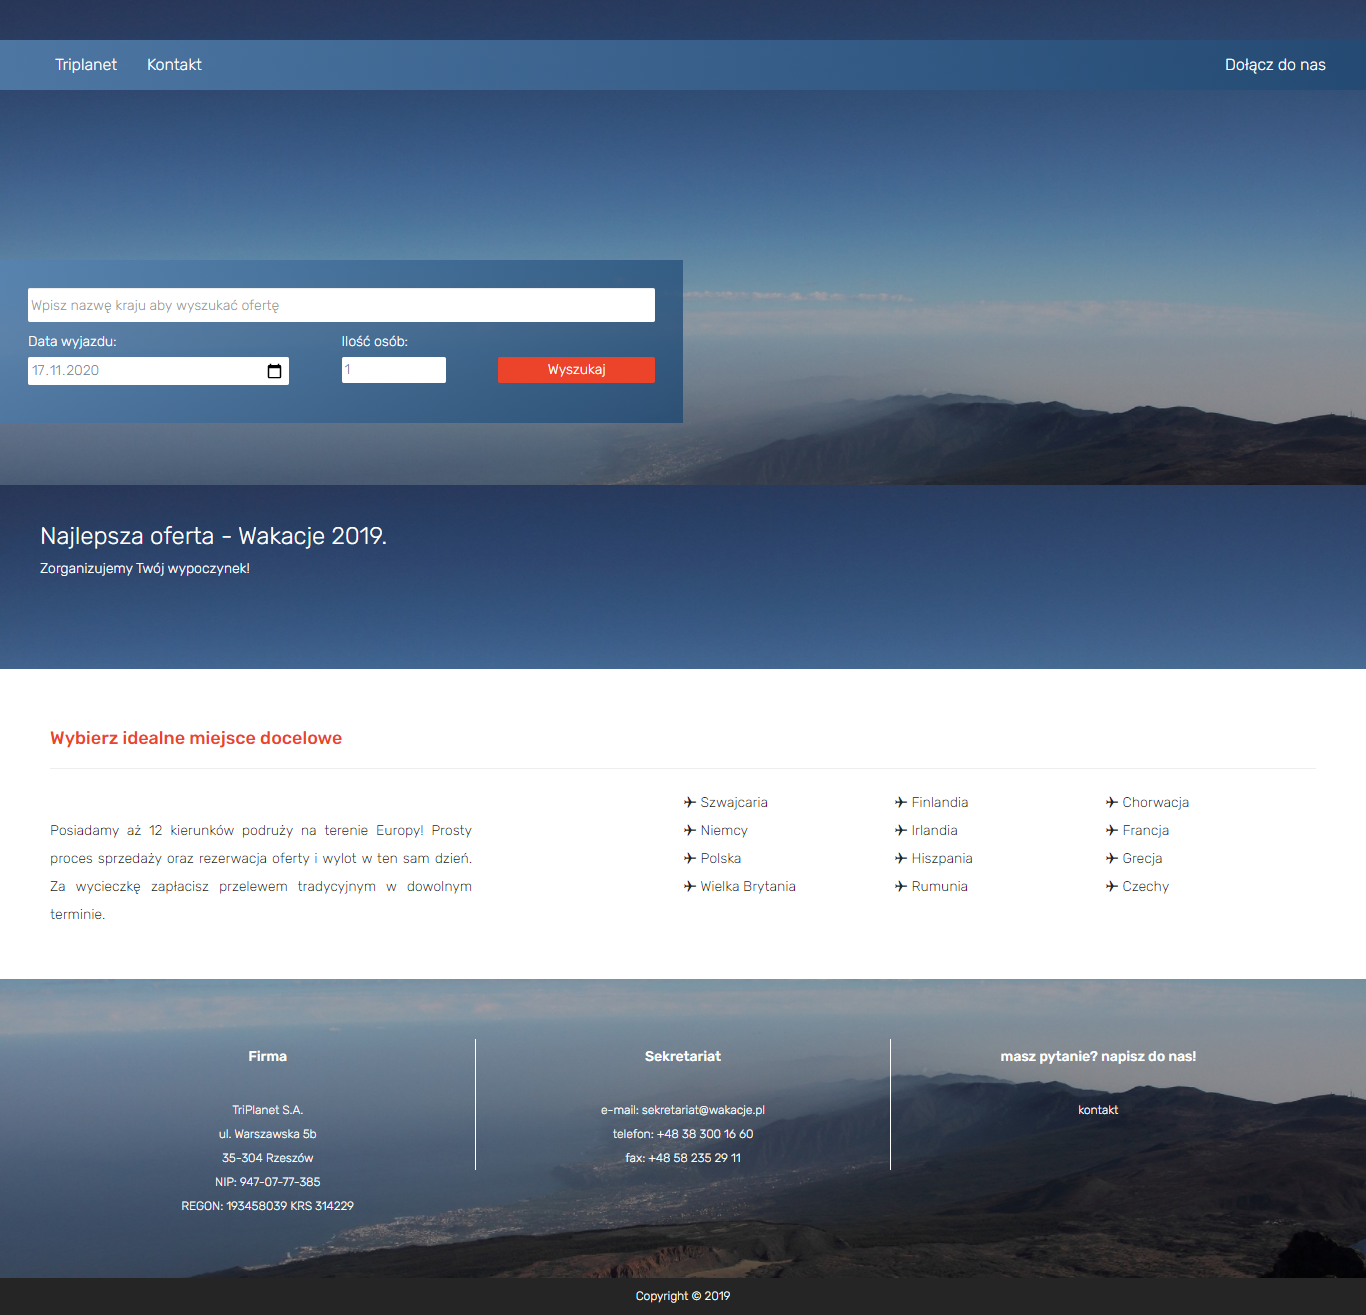 Triplanet Kontakt Dołącz do nas
Wpisz nazwę kraju aby wyszukać ofertę
Data wyjazdu: Ilość osób:
17.11.2020 1 Wyszukaj
Najlepsza oferta - Wakacje 2019.
Zorganizujemy Twój wypoczynek!
Wybierz idealne miejsce docelowe
Posiadamy aż 12 kierunków podruży na terenie Europy! Prosty
proces sprzedaży oraz rezerwacja oferty i wylot w ten sam dzień.
Za wycieczkę zapłacisz przelewem tradycyjnym w dowolnym
terminie.
✈ Szwajcaria
✈ Niemcy
✈ Polska
✈ Wielka Brytania
✈ Finlandia
✈ Irlandia
✈ Hiszpania
✈ Rumunia
✈ Chorwacja
✈ Francja
✈ Grecja
✈ Czechy
Firma
TriPlanet S.A.
ul. Warszawska 5b
35-304 Rzeszów
NIP: 947-07-77-385
REGON: 193458039 KRS 314229
Sekretariat
e-mail: sekretariat@wakacje.pl
telefon: +48 38 300 16 60
fax: +48 58 235 29 11
masz pytanie? napisz do nas!
kontakt
Copyright © 2019